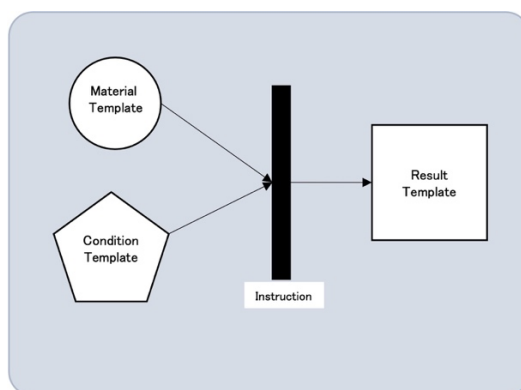 Material
Template
Condition
Template
Instruction
Result
Template